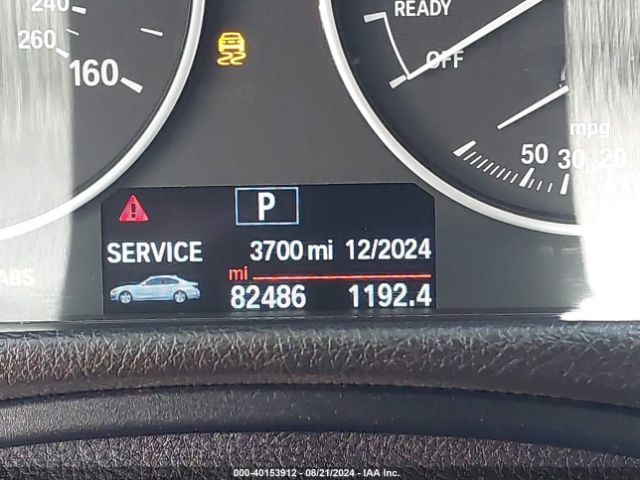 240
260
160
READY
OFF
mpg
50 30 20
P
SERVICE 3700 mi 12/2024
mi
82486 1192.4
ABS
000-40153912 - 08/21/2024 - IAA Inc.